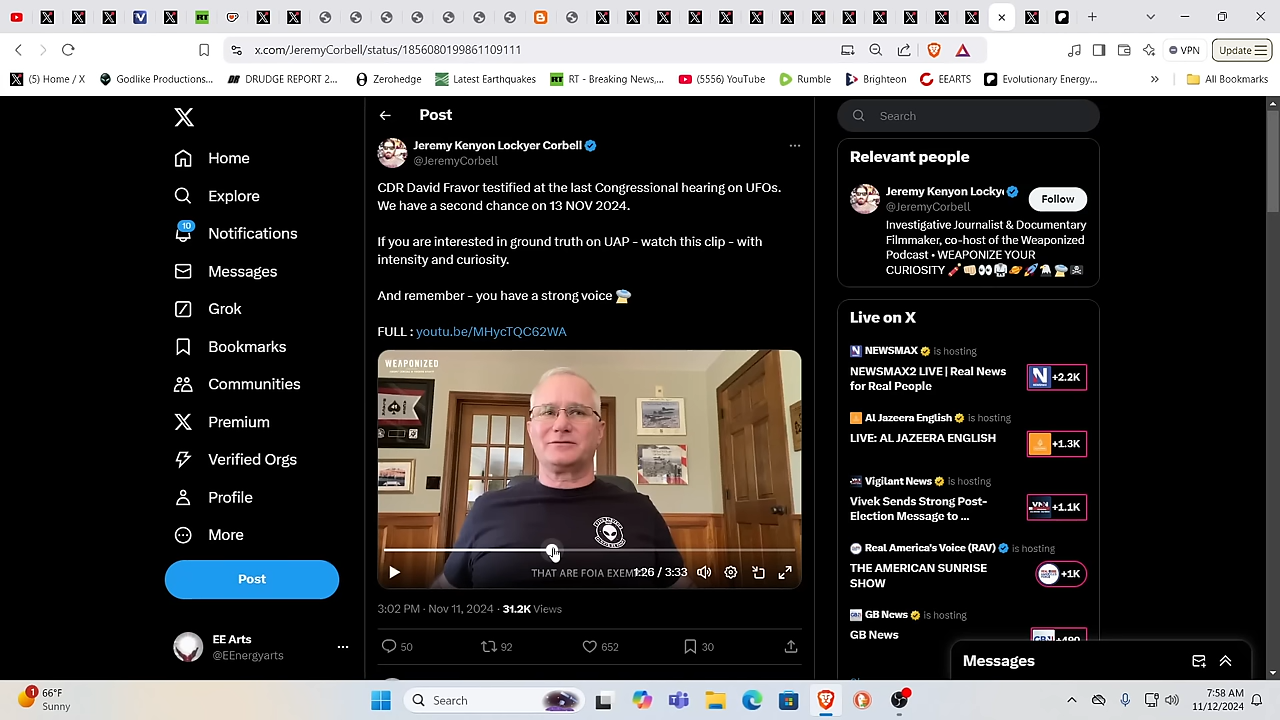 x.com/JeremyCorbell/status/1856080199861109111
VPN
Update
(5) Home / X
Godlike Productions...
DRUDGE REPORT 2...
Zerohedge
Latest Earthquakes
RT - Breaking News,...
(5556) YouTube
Rumble
Brighteon
EEARTS
Evolutionary Energy...
»
All Bookmarks
Home
Explore
10
Notifications
Messages
Grok
Bookmarks
Communities
Premium
Verified Orgs
Profile
More
Post
EE Arts
@EEnergyarts
Post
Jeremy Kenyon Lockyer Corbell
@JeremyCorbell
CDR David Fravor testified at the last Congressional hearing on UFOs.
We have a second chance on 13 NOV 2024.
If you are interested in ground truth on UAP - watch this clip - with
intensity and curiosity.
And remember - you have a strong voice
FULL : youtu.be/MHycTQC62WA
WEAPONIZED
THAT ARE FOIA EXEM
1:26 / 3:33
3:02 PM · Nov 11, 2024 · 31.2K Views
50
92
652
30
Search
Relevant people
Jeremy Kenyon Locky
@JeremyCorbell
Follow
Investigative Journalist & Documentary
Filmmaker, co-host of the Weaponized
Podcast • WEAPONIZE YOUR
CURIOSITY
Live on X
NEWSMAX is hosting
NEWSMAX2 LIVE | Real News
for Real People
+2.2K
Al Jazeera English is hosting
LIVE: AL JAZEERA ENGLISH
+1.3K
Vigilant News is hosting
Vivek Sends Strong Post-
Election Message to ...
+1.1K
Real America's Voice (RAV) is hosting
THE AMERICAN SUNRISE
SHOW
+1K
GB News is hosting
GB News
+490
Messages
1
66°F
Sunny
Search
7:58 AM
11/12/2024